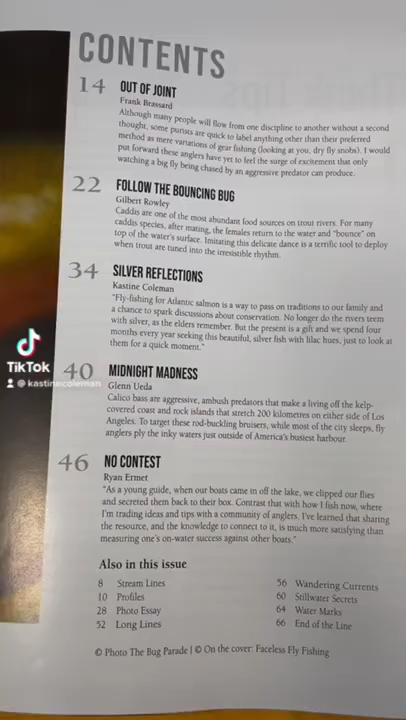 CONTENTS
14 OUT OF JOINT
Frank Brassard
Although many people will flow from one discipline to another without a second
thought, some purists are quick to label anything other than their preferred
method as mere variations of gear fishing (looking at you, dry fly snobs). I would
put forward these anglers have yet to feel the surge of excitement that only
watching a big fly being chased by an aggressive predator can produce.
22 FOLLOW THE BOUNCING BUG
Gilbert Rowley
Caddis are one of the most abundant food sources on trout rivers. For many
caddis species, after mating, the females return to the water and "bounce" on
top of the water's surface. Imitating this delicate dance is a terrific tool to deploy
when trout are tuned into the irresistible rhythm.
34 SILVER REFLECTIONS
Kastine Coleman
"Fly-fishing for Atlantic salmon is a way to pass on traditions to our family and
a chance to spark discussions about conservation. No longer do the rivers teem
with silver, as the elders remember. But the present is a gift and we spend four
months every year seeking this beautiful, silver fish with lilac hues, just to look at
them for a quick moment."
TikTok
@kastinecoleman
40 MIDNIGHT MADNESS
Glenn Ueda
Calico bass are aggressive, ambush predators that make a living off the kelp-
covered coast and rock islands that stretch 200 kilometres on either side of Los
Angeles. To target these rod-buckling bruisers, while most of the city sleeps, fly
anglers ply the inky waters just outside of America's busiest harbour.
46 NO CONTEST
Ryan Ermet
"As a young guide, when our boats came in off the lake, we clipped our flies
and secreted them back to their box. Contrast that with how I fish now, where
I'm trading ideas and tips with a community of anglers. I've learned that sharing
the resource, and the knowledge to connect to it, is much more satisfying than
measuring one's on-water success against other boats."
Also in this issue
8 Stream Lines
10 Profiles
28 Photo Essay
52 Long Lines
56 Wandering Currents
60 Stillwater Secrets
64 Water Marks
66 End of the Line
© Photo The Bug Parade | © On the cover: Faceless Fly Fishing